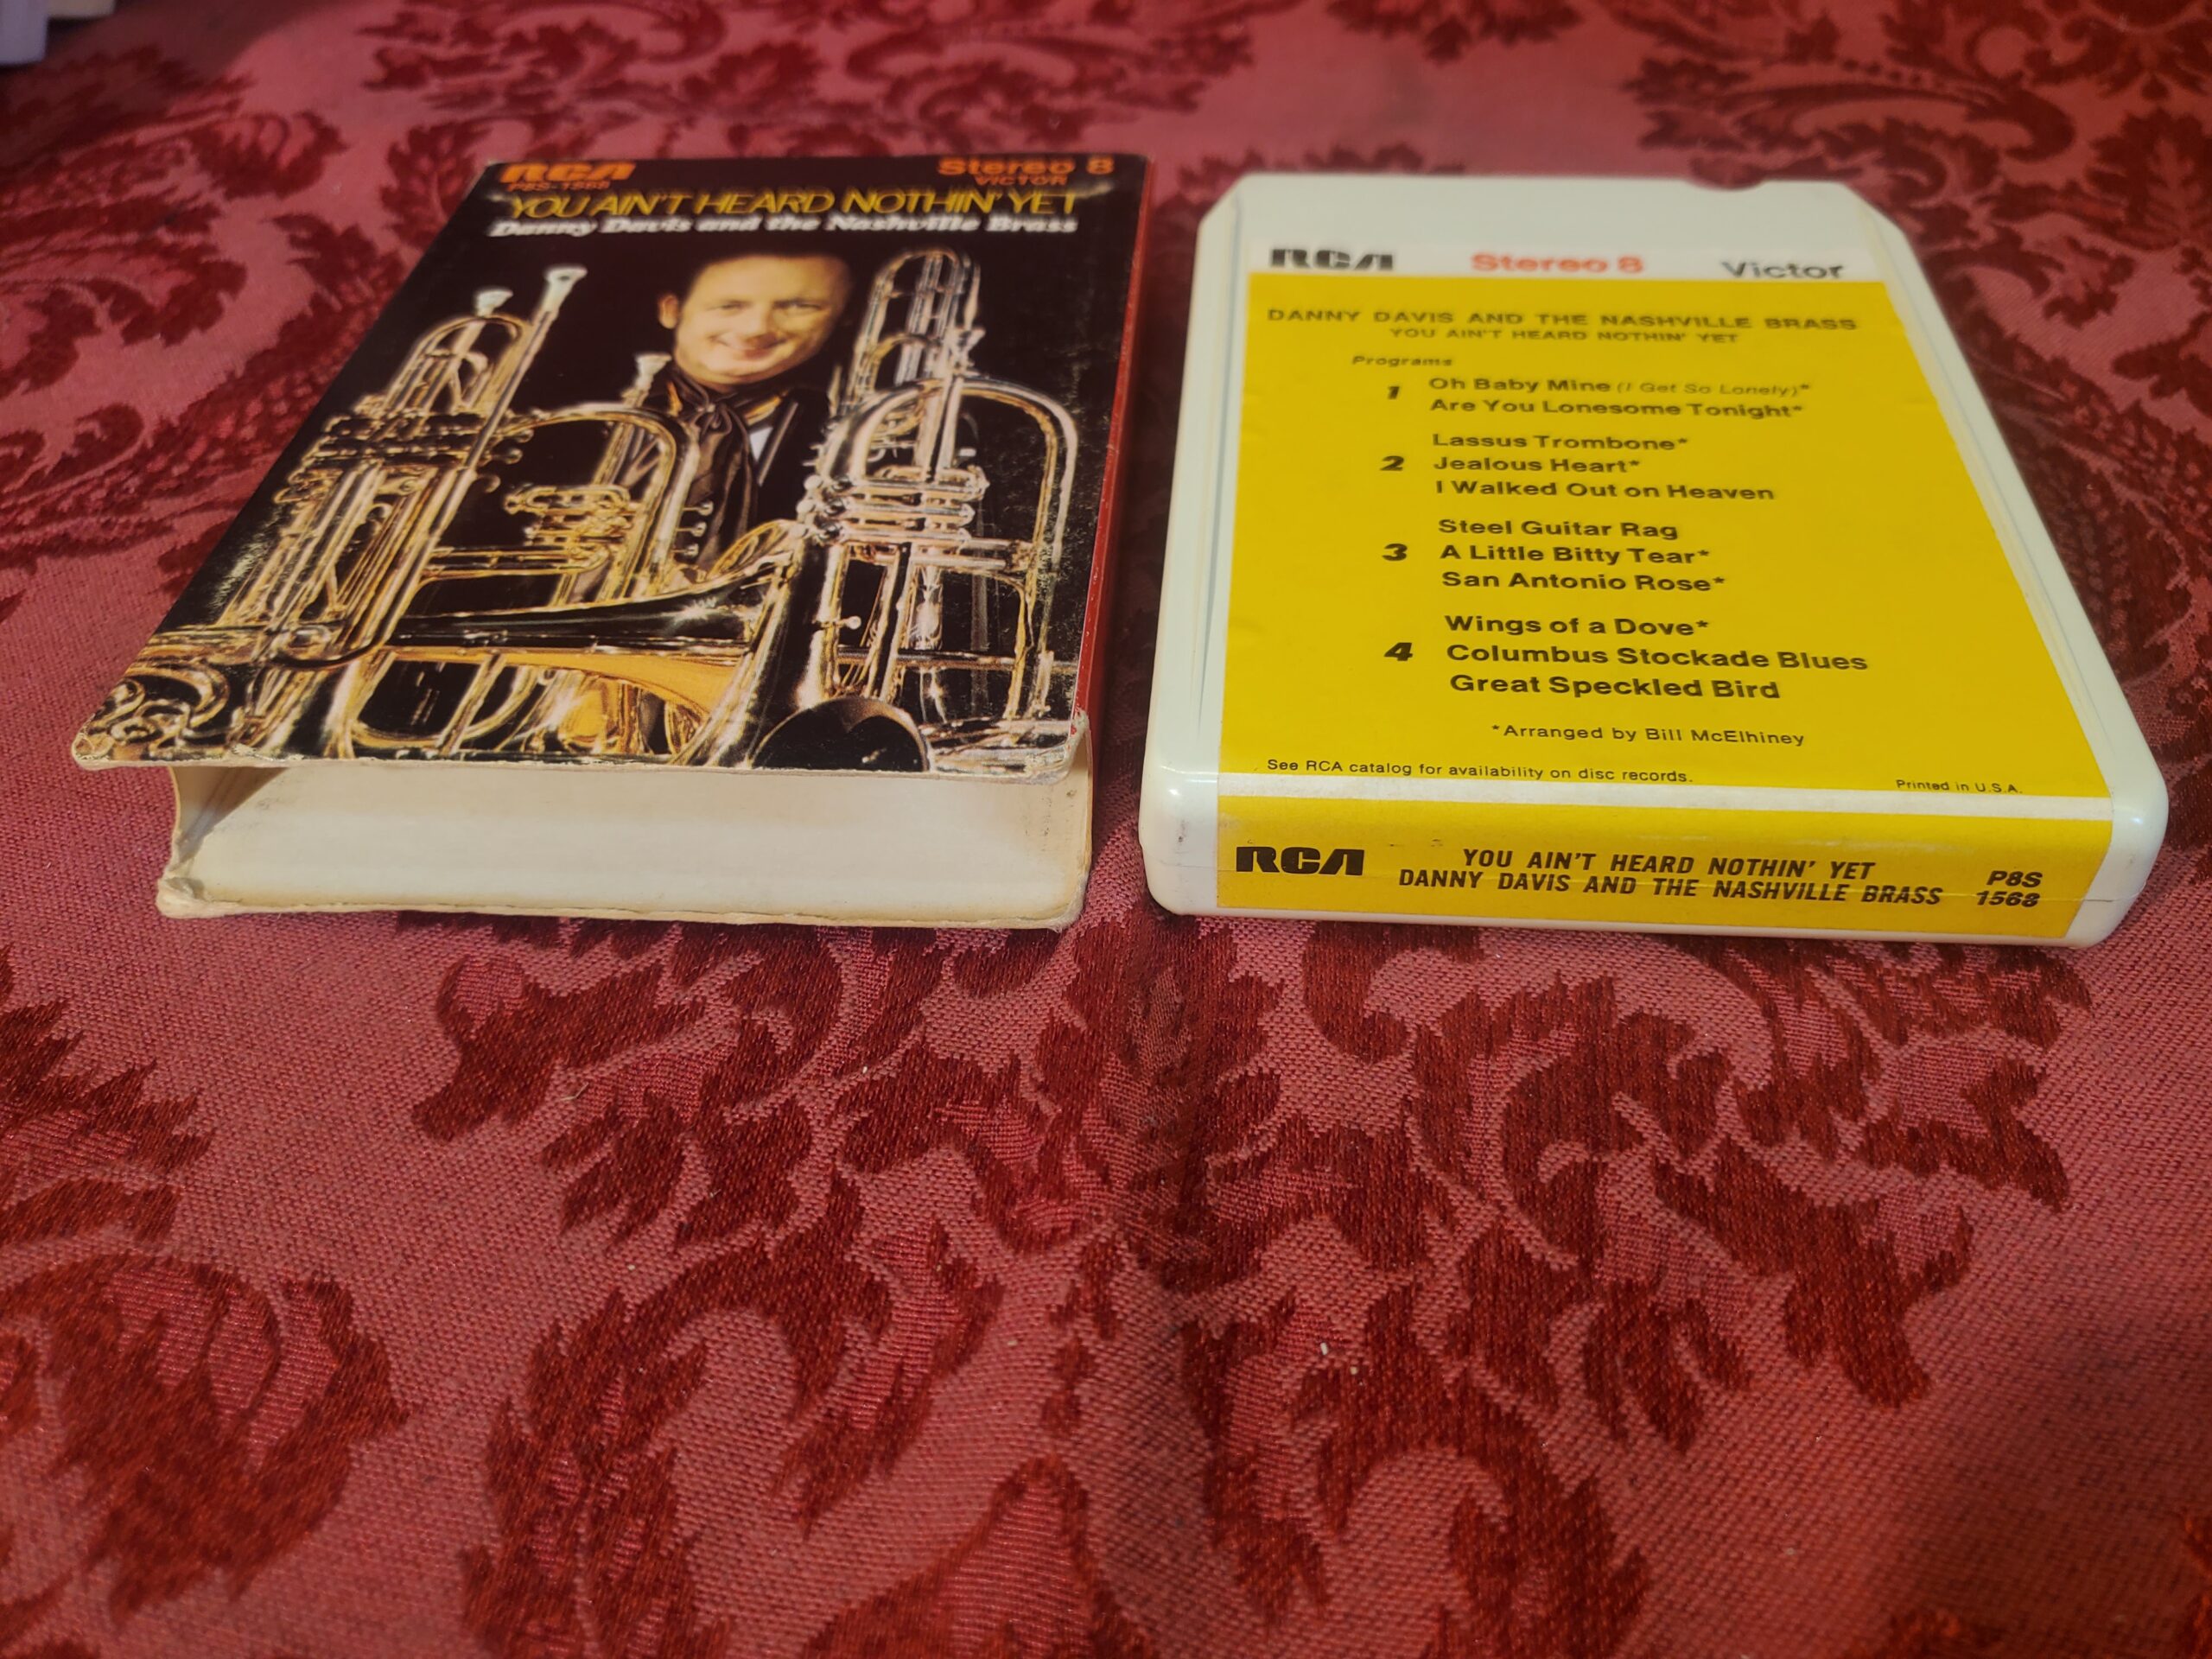 RCA
Stereo 8
P8S-1568
VICTOR
YOU AIN'T HEARD NOTHIN' YET
Danny Davis and the Nashville Brass
RCA Stereo 8 Victor
DANNY DAVIS AND THE NASHVILLE BRASS
YOU AIN'T HEARD NOTHIN' YET
Programs
1
Oh Baby Mine (I Get So Lonely)*
Are You Lonesome Tonight*
2
Lassus Trombone*
Jealous Heart*
I Walked Out on Heaven
3
Steel Guitar Rag
A Little Bitty Tear*
San Antonio Rose*
4
Wings of a Dove*
Columbus Stockade Blues
Great Speckled Bird
*Arranged by Bill McElhiney
See RCA catalog for availability on disc records.
Printed in U.S.A.
RCA
YOU AIN'T HEARD NOTHIN' YET
DANNY DAVIS AND THE NASHVILLE BRASS
P8S
1568